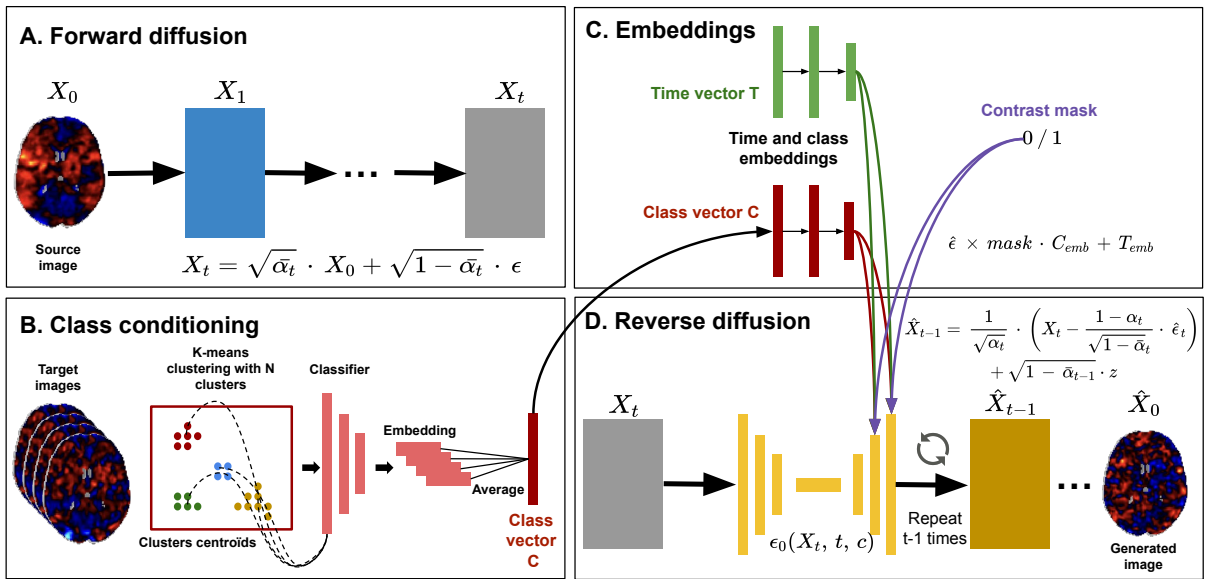 A. Forward diffusion
X_0
X_1
X_t
...
Source
image
X_t = √ᾱ_t · X_0 + √1 − ᾱ_t · ϵ
B. Class conditioning
Target
images
K-means
clustering with N
clusters
Classifier
Embedding
Average
Clusters centroïds
Class
vector
C
C. Embeddings
Time vector T
Time and class
embeddings
Class vector C
Contrast mask
0 / 1
ϵ̂ × mask · C_emb + T_emb
D. Reverse diffusion
X̂_{t−1} = 1/√α_t · (X_t − (1 − α_t)/(√1 − ᾱ_t) · ϵ̂_t)
+ √1 − ᾱ_{t−1} · z
X_t
X̂_{t−1}
X̂_0
...
ϵ_0(X_t, t, c)
Repeat
t-1 times
Generated
image